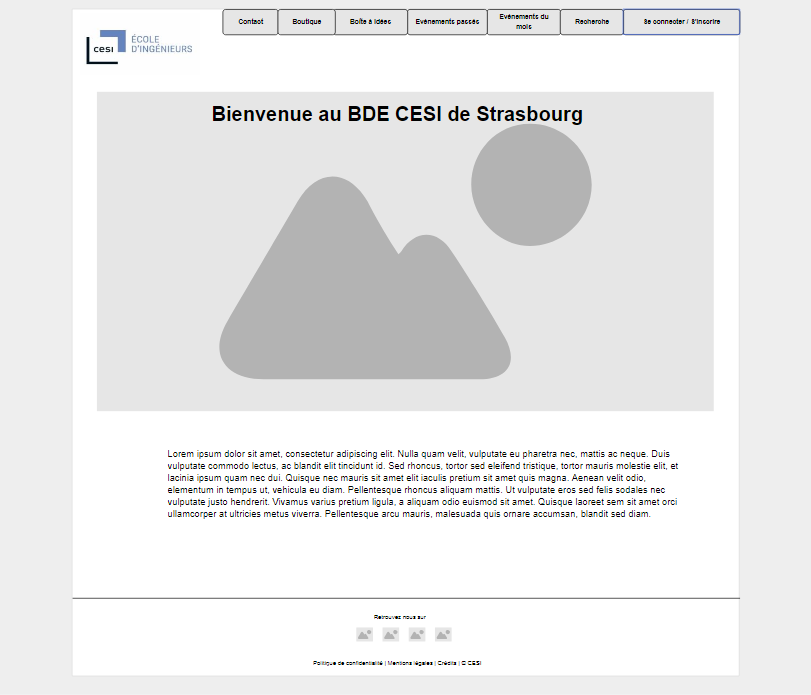 cesi
ÉCOLE
D'INGÉNIEURS
Contact
Boutique
Boîte à idées
Evènements passés
Evènements du
mois
Recherche
Se connecter / S'inscrire
Bienvenue au BDE CESI de Strasbourg
Lorem ipsum dolor sit amet, consectetur adipiscing elit. Nulla quam velit, vulputate eu pharetra nec, mattis ac neque. Duis
vulputate commodo lectus, ac blandit elit tincidunt id. Sed rhoncus, tortor sed eleifend tristique, tortor mauris molestie elit, et
lacinia ipsum quam nec dui. Quisque nec mauris sit amet elit iaculis pretium sit amet quis magna. Aenean velit odio,
elementum in tempus ut, vehicula eu diam. Pellentesque rhoncus aliquam mattis. Ut vulputate eros sed felis sodales nec
vulputate justo hendrerit. Vivamus varius pretium ligula, a aliquam odio euismod sit amet. Quisque laoreet sem sit amet orci
ullamcorper at ultricies metus viverra. Pellentesque arcu mauris, malesuada quis ornare accumsan, blandit sed diam.
Retrouvez nous sur
Politique de confidentialité | Mentions légales | Crédits | © CESI